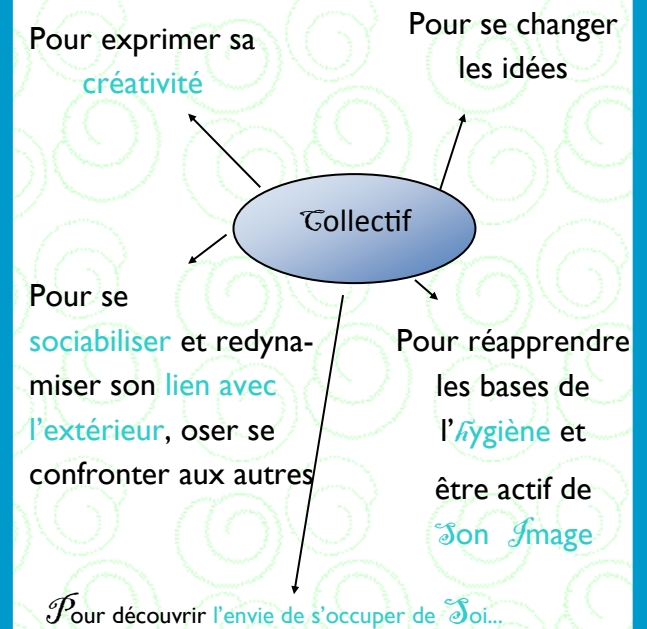 Pour exprimer sa
créativité
Pour se changer
les idées
Collectif
Pour se
sociabiliser et redyna-
miser son lien avec
l'extérieur, oser se
confronter aux autres
Pour réapprendre
les bases de
l'hygiène et
être actif de
Son Image
Pour découvrir l'envie de s'occuper de Soi...